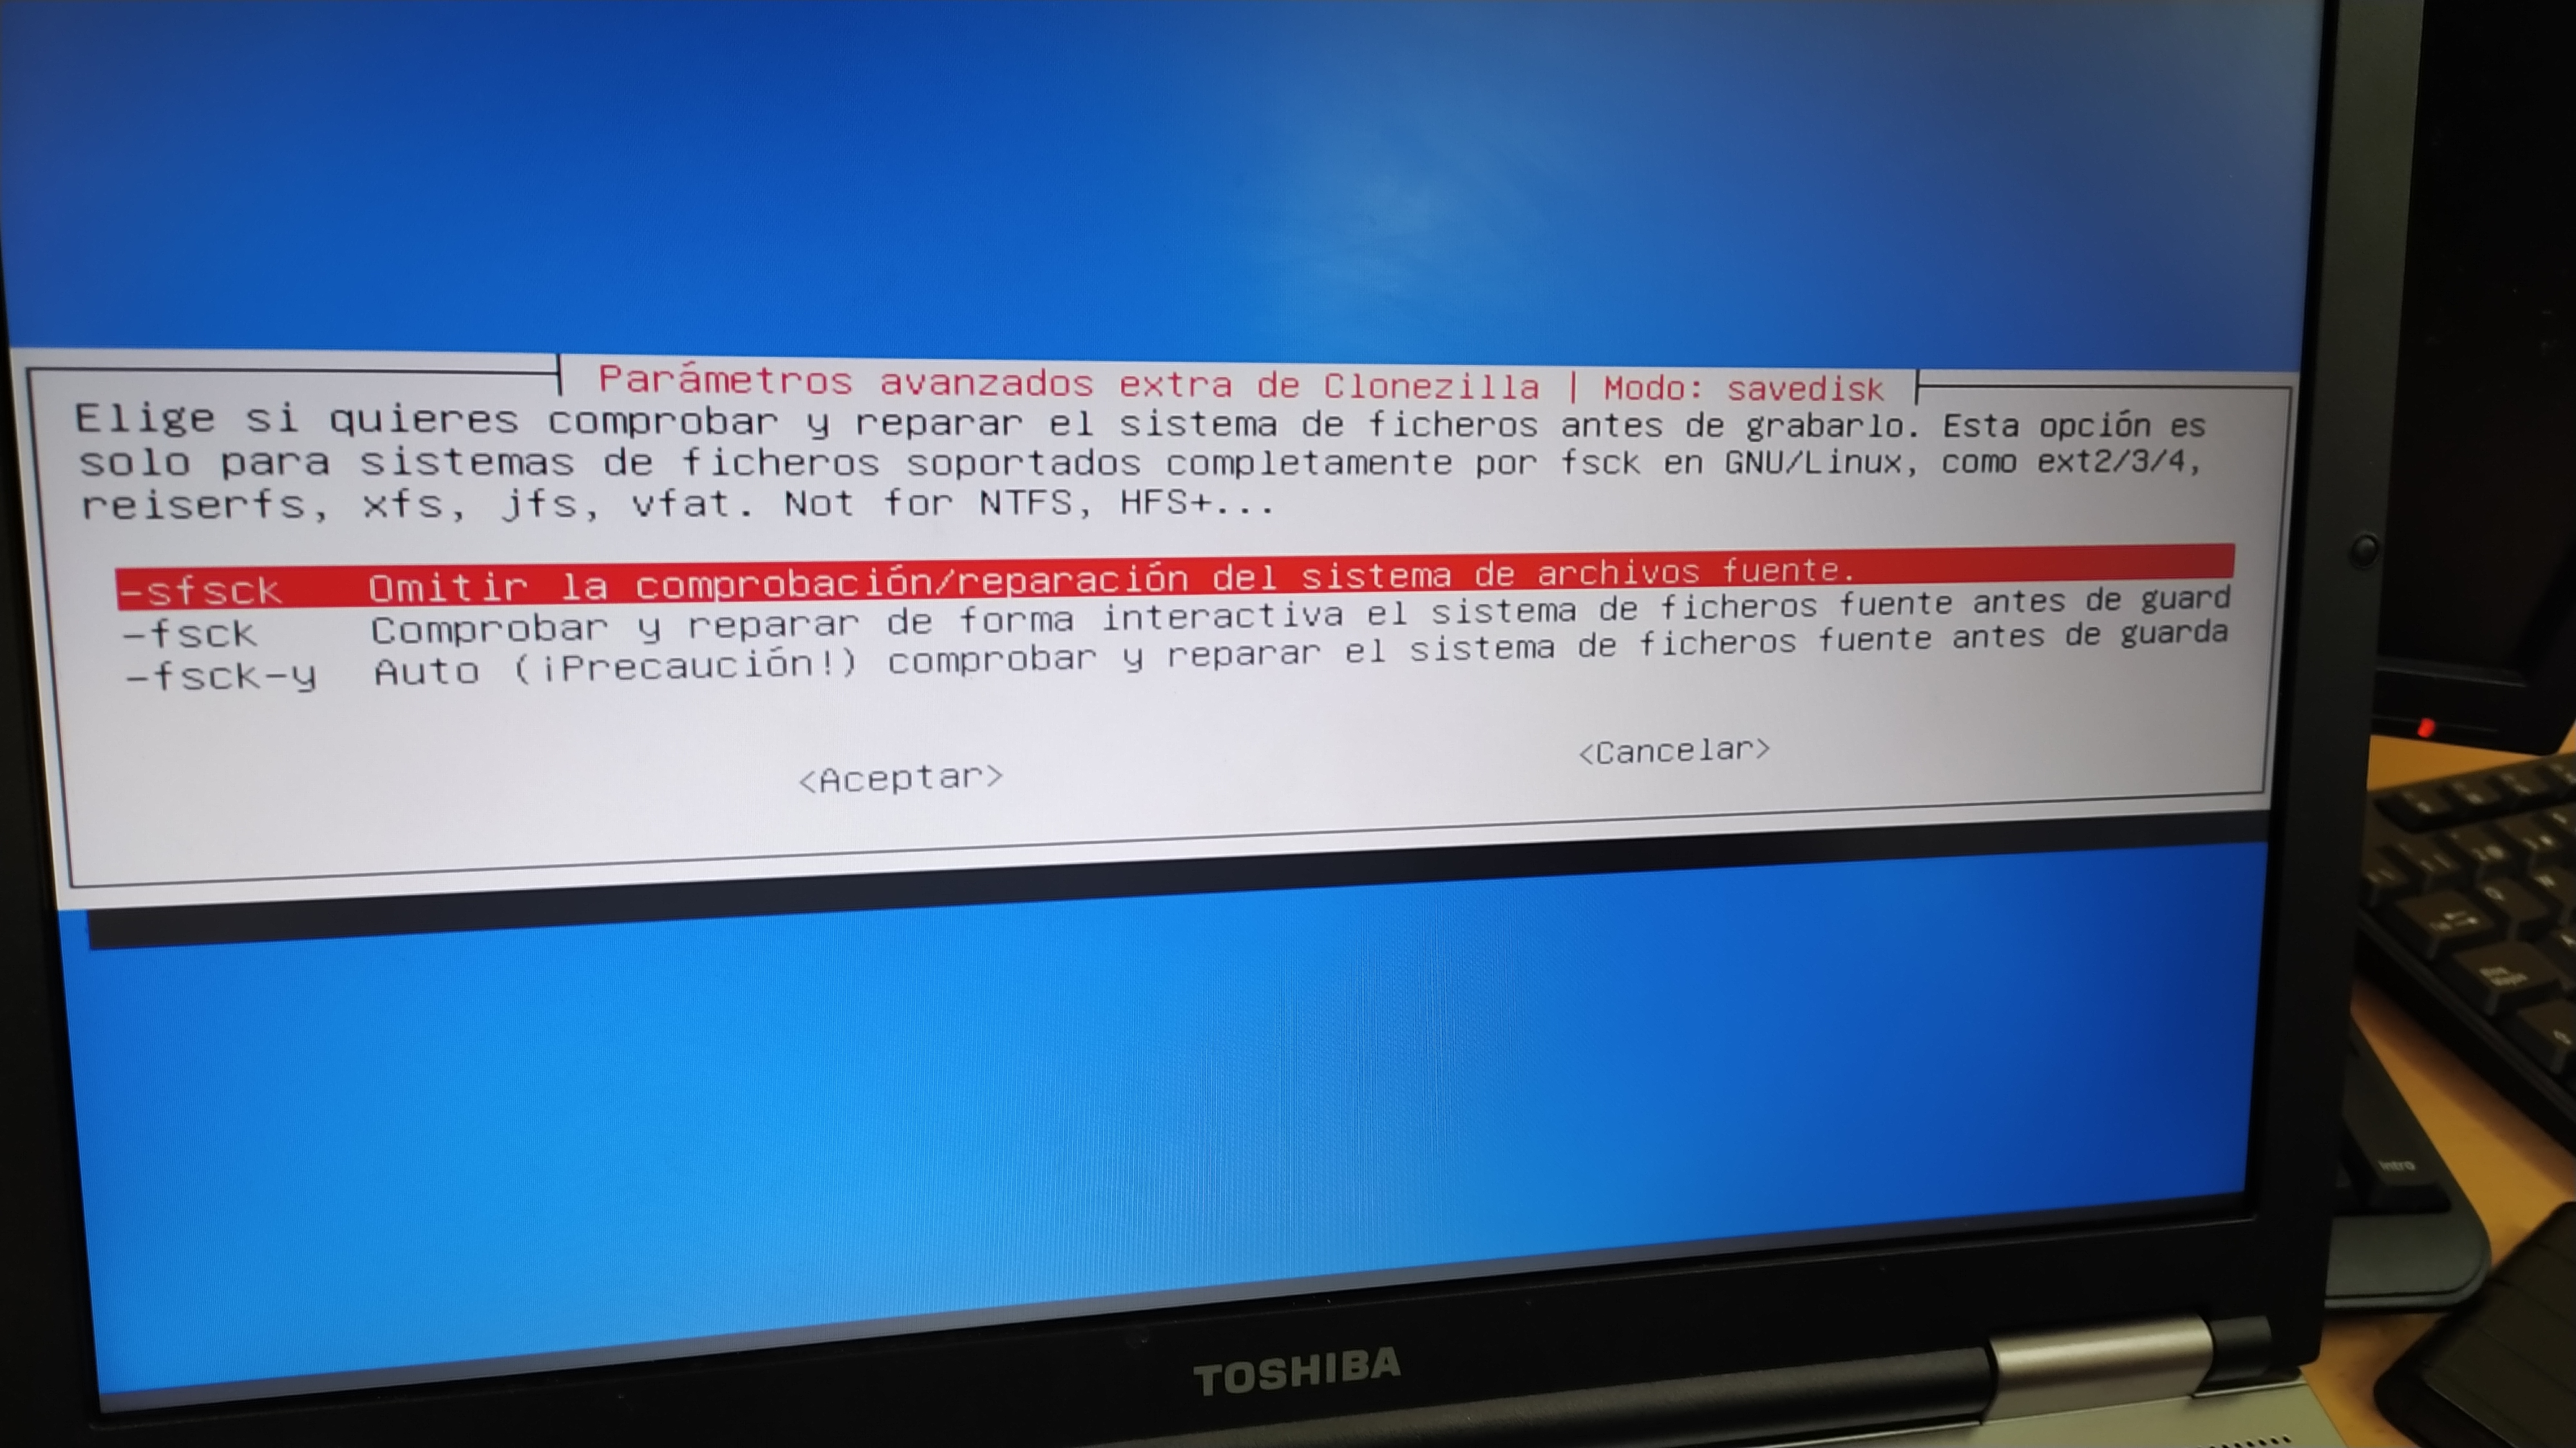 Parámetros avanzados extra de Clonezilla | Modo: savedisk
Elige si quieres comprobar y reparar el sistema de ficheros antes de grabarlo. Esta opción es
solo para sistemas de ficheros soportados completamente por fsck en GNU/Linux, como ext2/3/4,
reiserfs, xfs, jfs, vfat. Not for NTFS, HFS+...
-sfsck Omitir la comprobación/reparación del sistema de archivos fuente.
-fsck Comprobar y reparar de forma interactiva el sistema de ficheros fuente antes de guard
-fsck-y Auto (¡Precaución!) comprobar y reparar el sistema de ficheros fuente antes de guarda
<Aceptar> <Cancelar>
Intro
TOSHIBA